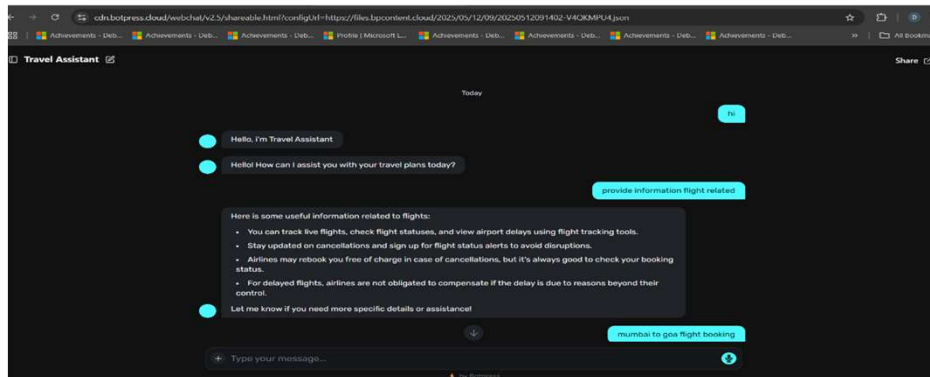 cdn.botpress.cloud/webchat/v2.5/shareable.html?configUrl=https://files.bpcontent.cloud/2025/05/12/09/20250512091402-V4QKMPU4.json
Achievements - Deb... Achievements - Deb... Achievements - Deb... Profile | Microsoft L... Achievements - Deb... Achievements - Deb... Achievements - Deb... Achievements - Deb... » All Bookma
Travel Assistant Share
Today
hi
Hello, i'm Travel Assistant
Hello! How can I assist you with your travel plans today?
provide information flight related
Here is some useful information related to flights:
• You can track live flights, check flight statuses, and view airport delays using flight tracking tools.
• Stay updated on cancellations and sign up for flight status alerts to avoid disruptions.
• Airlines may rebook you free of charge in case of cancellations, but it's always good to check your booking
status.
• For delayed flights, airlines are not obligated to compensate if the delay is due to reasons beyond their
control.
Let me know if you need more specific details or assistance!
mumbai to goa flight booking
Type your message...
by Botpress